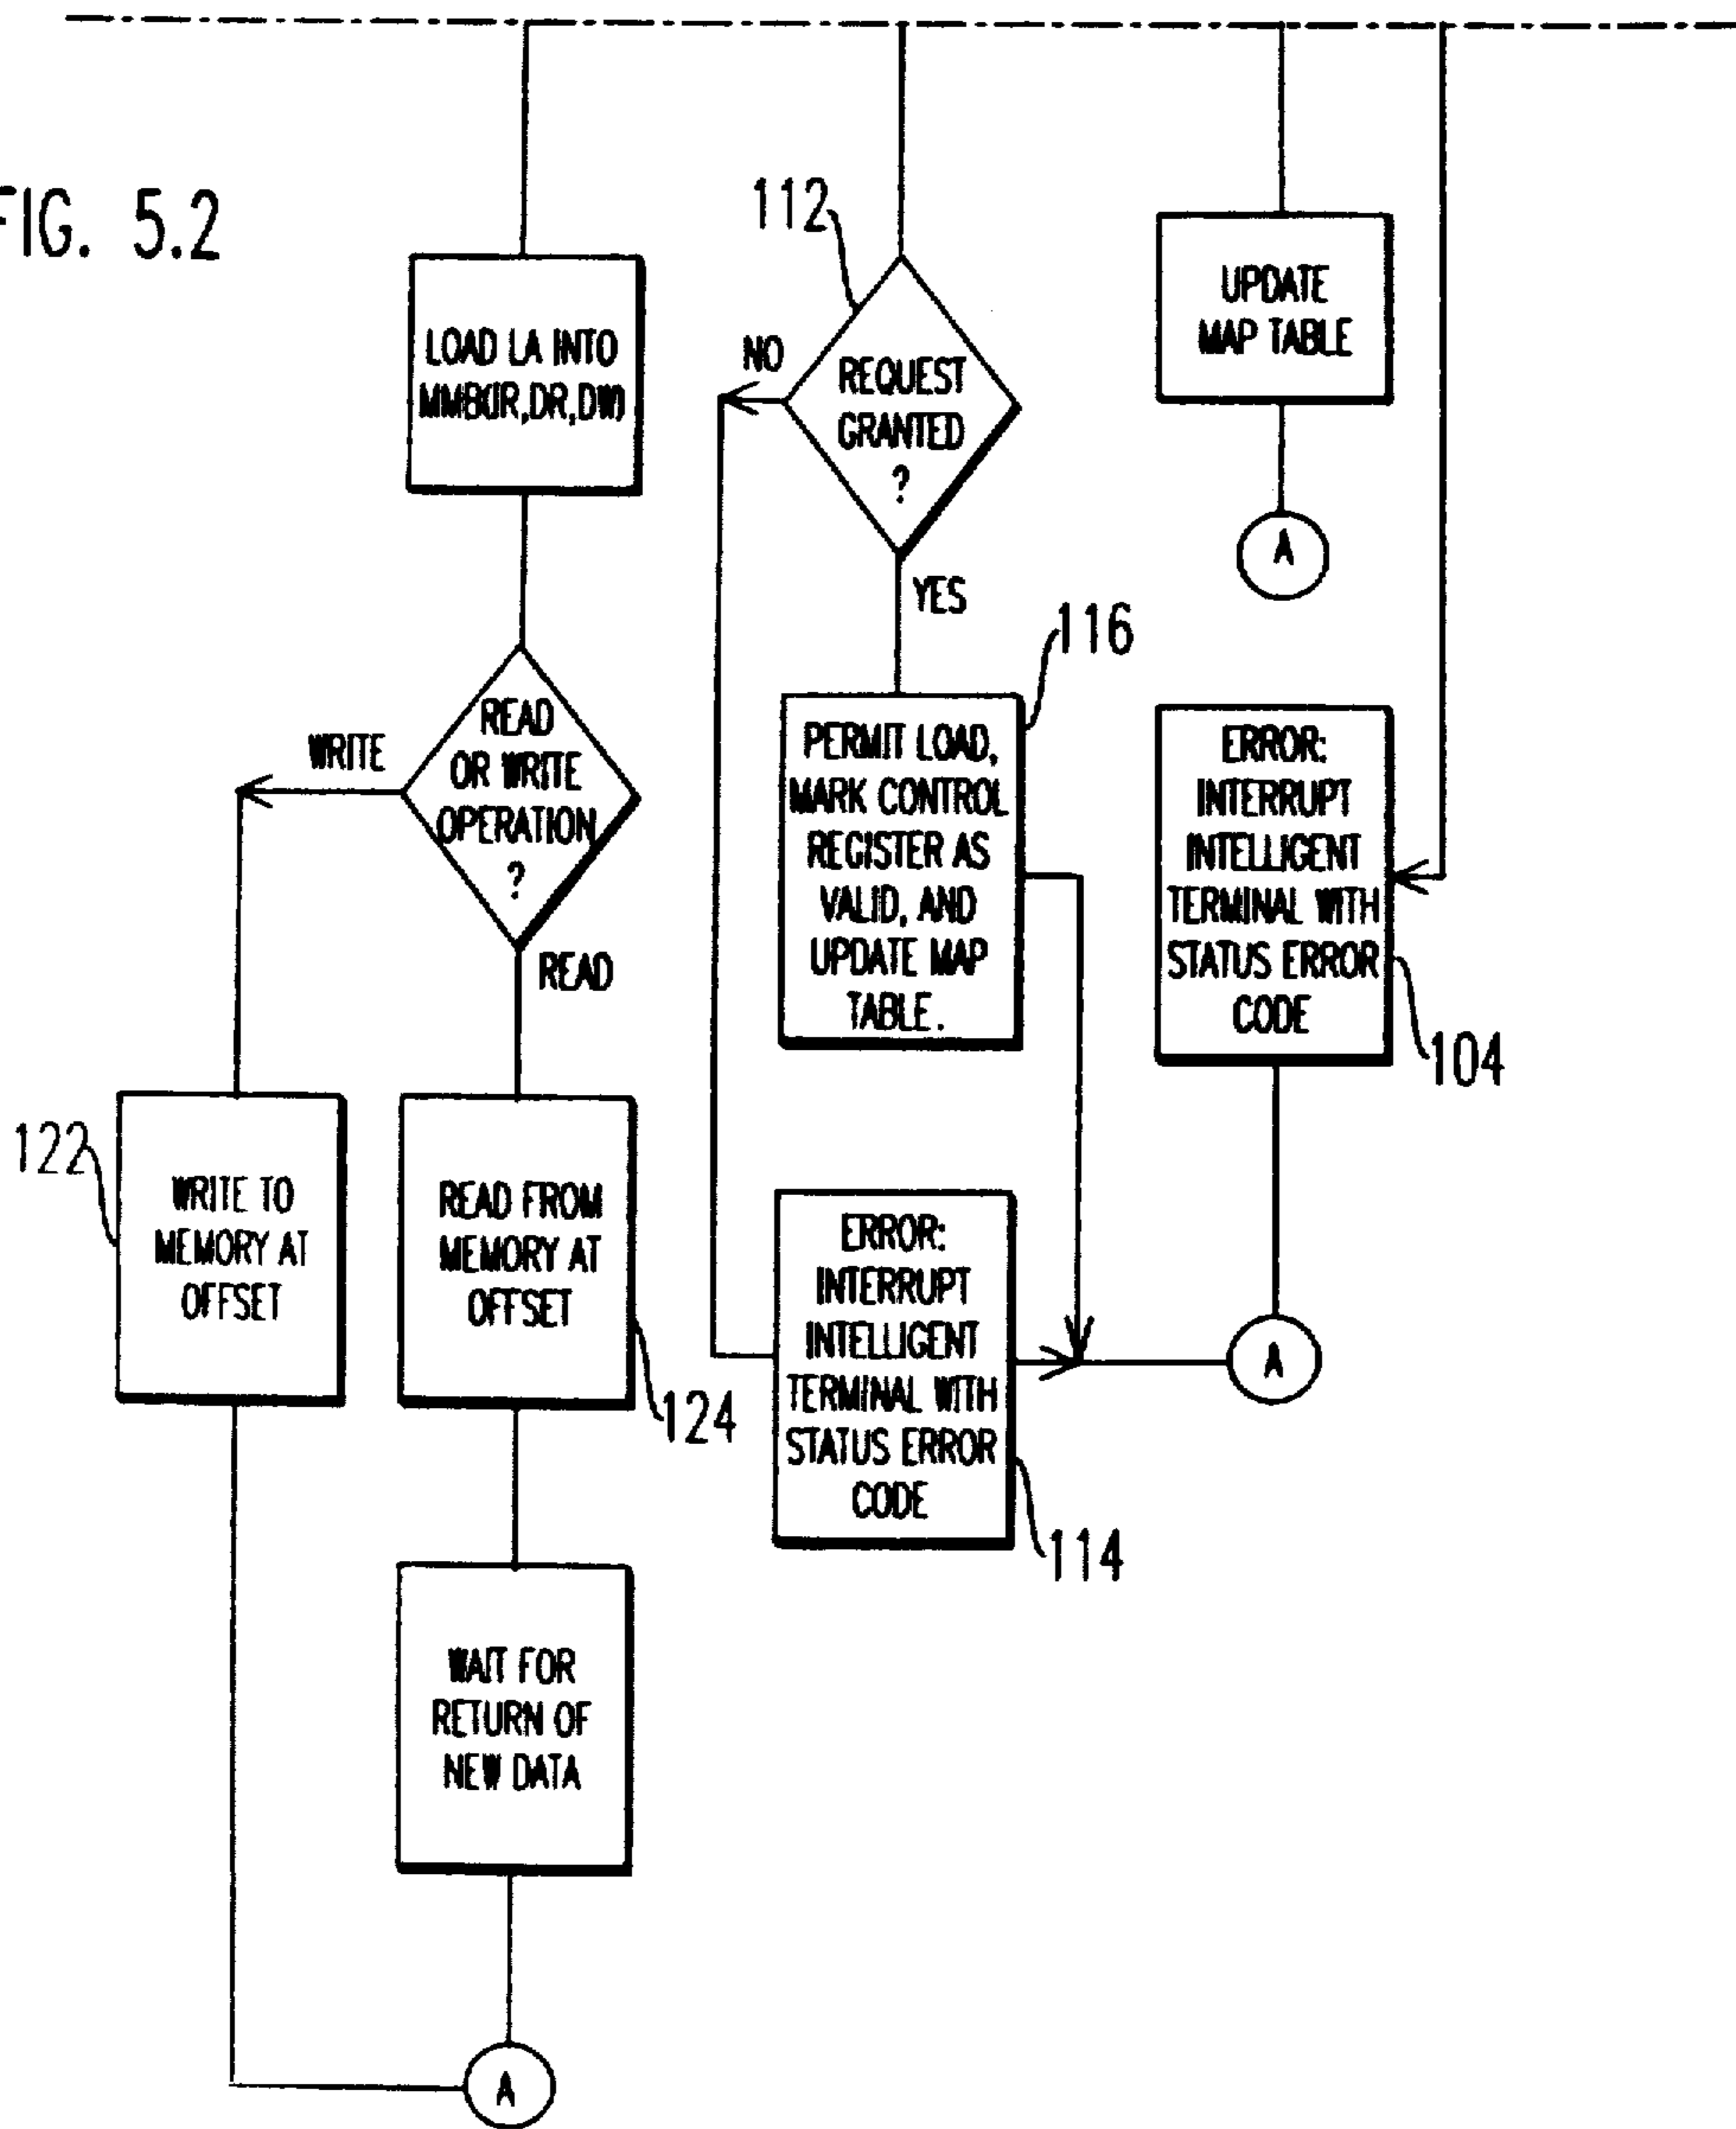 FIG. 5.2
LOAD LA INTO
MMB(IR,DR,DW)
READ
OR WRITE
OPERATION
?
WRITE
READ
122
WRITE TO
MEMORY AT
OFFSET
READ FROM
MEMORY AT
OFFSET
124
WAIT FOR
RETURN OF
NEW DATA
A
112
REQUEST
GRANTED
?
NO
YES
116
PERMIT LOAD,
MARK CONTROL
REGISTER AS
VALID, AND
UPDATE MAP
TABLE.
ERROR:
INTERRUPT
INTELLIGENT
TERMINAL WITH
STATUS ERROR
CODE
114
UPDATE
MAP TABLE
A
ERROR:
INTERRUPT
INTELLIGENT
TERMINAL WITH
STATUS ERROR
CODE
104
A